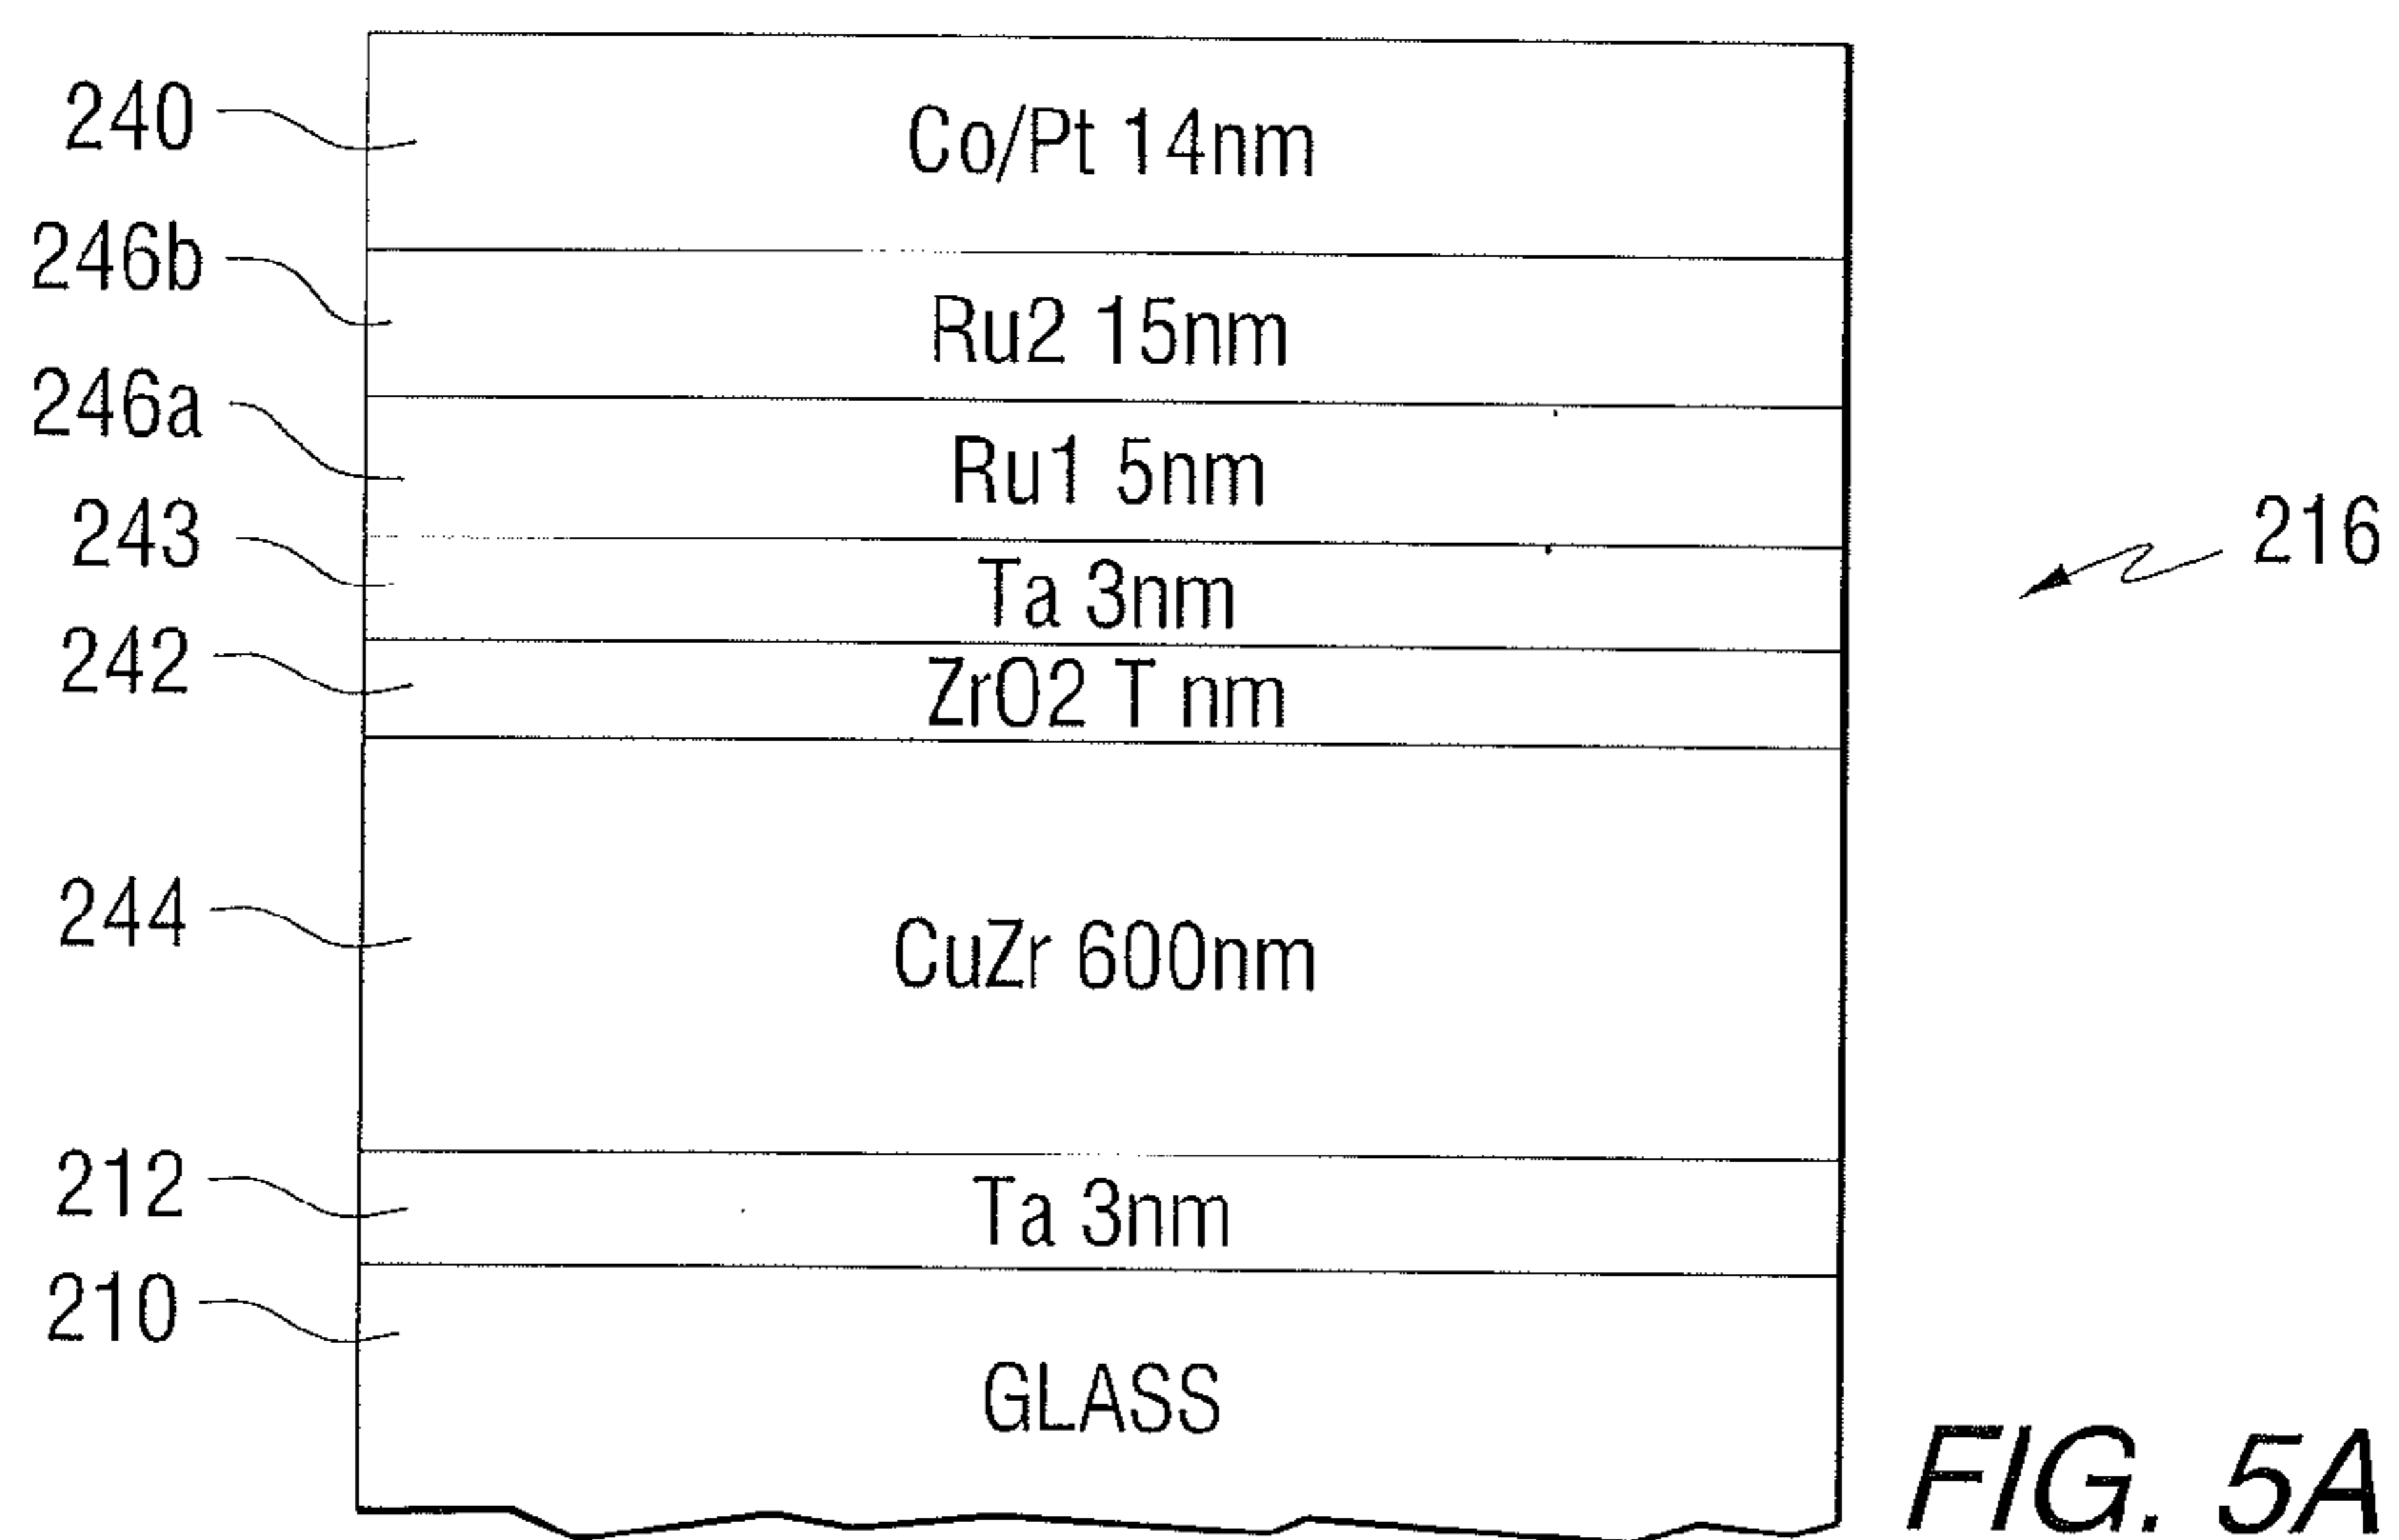 240
Co/Pt 14nm
246b
Ru2 15nm
246a
Ru1 5nm
243
Ta 3nm
216
242
ZrO2 T nm
244
CuZr 600nm
212
Ta 3nm
210
GLASS
FIG. 5A